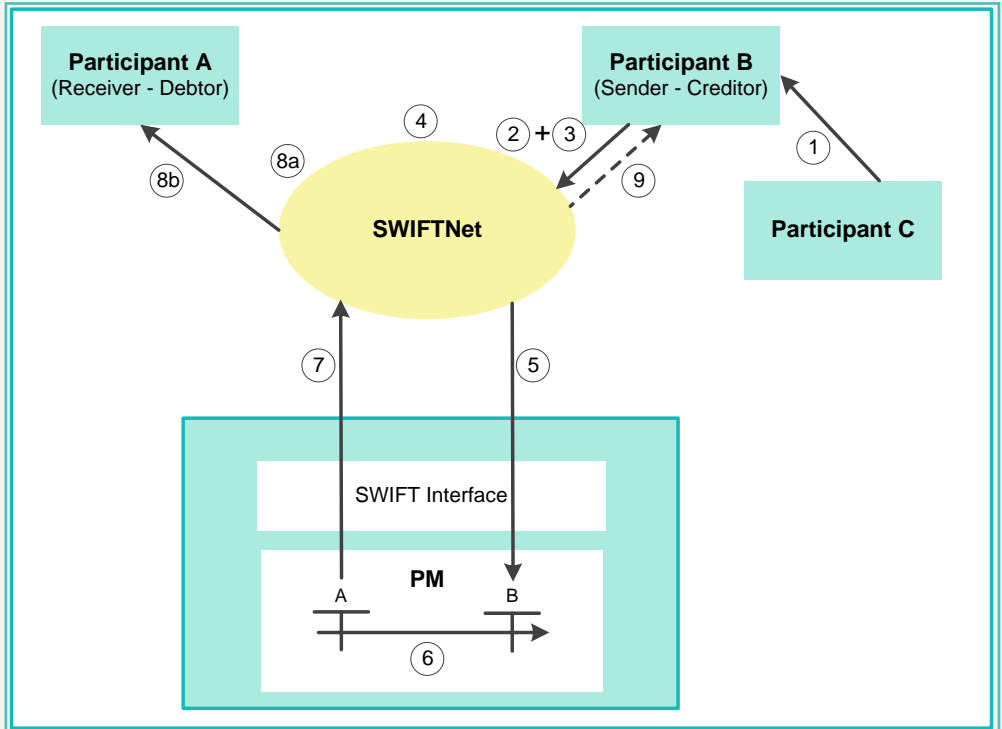 Participant A
(Receiver - Debtor)
Participant B
(Sender - Creditor)
4
2 + 3
1
8a
8b
9
SWIFTNet
Participant C
7
5
SWIFT Interface
PM
A
B
6